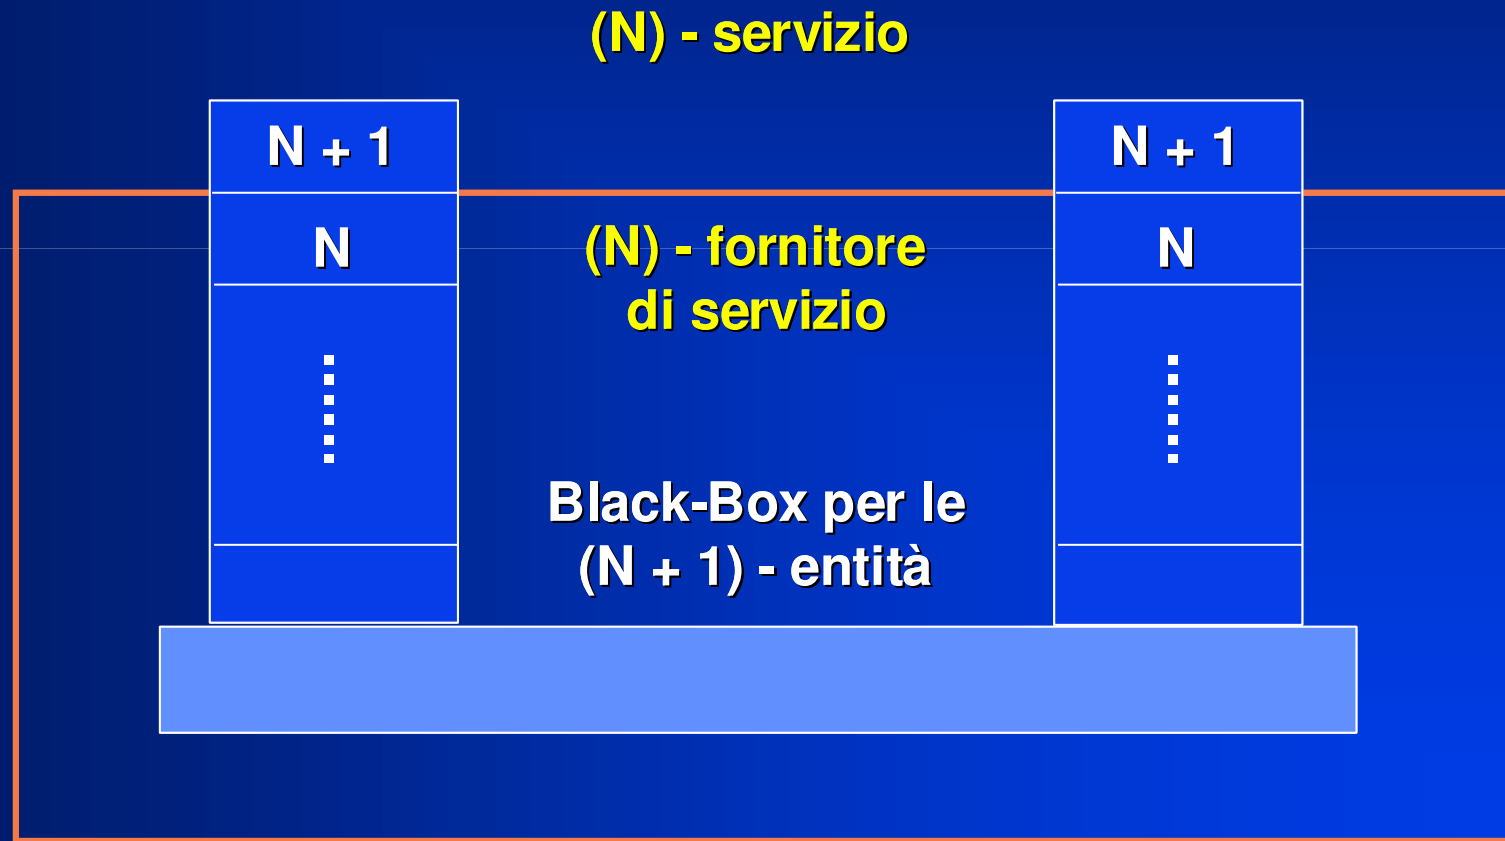 (N) - servizio
N + 1
N + 1
N
(N) - fornitore
di servizio
N
Black-Box per le
(N + 1) - entità